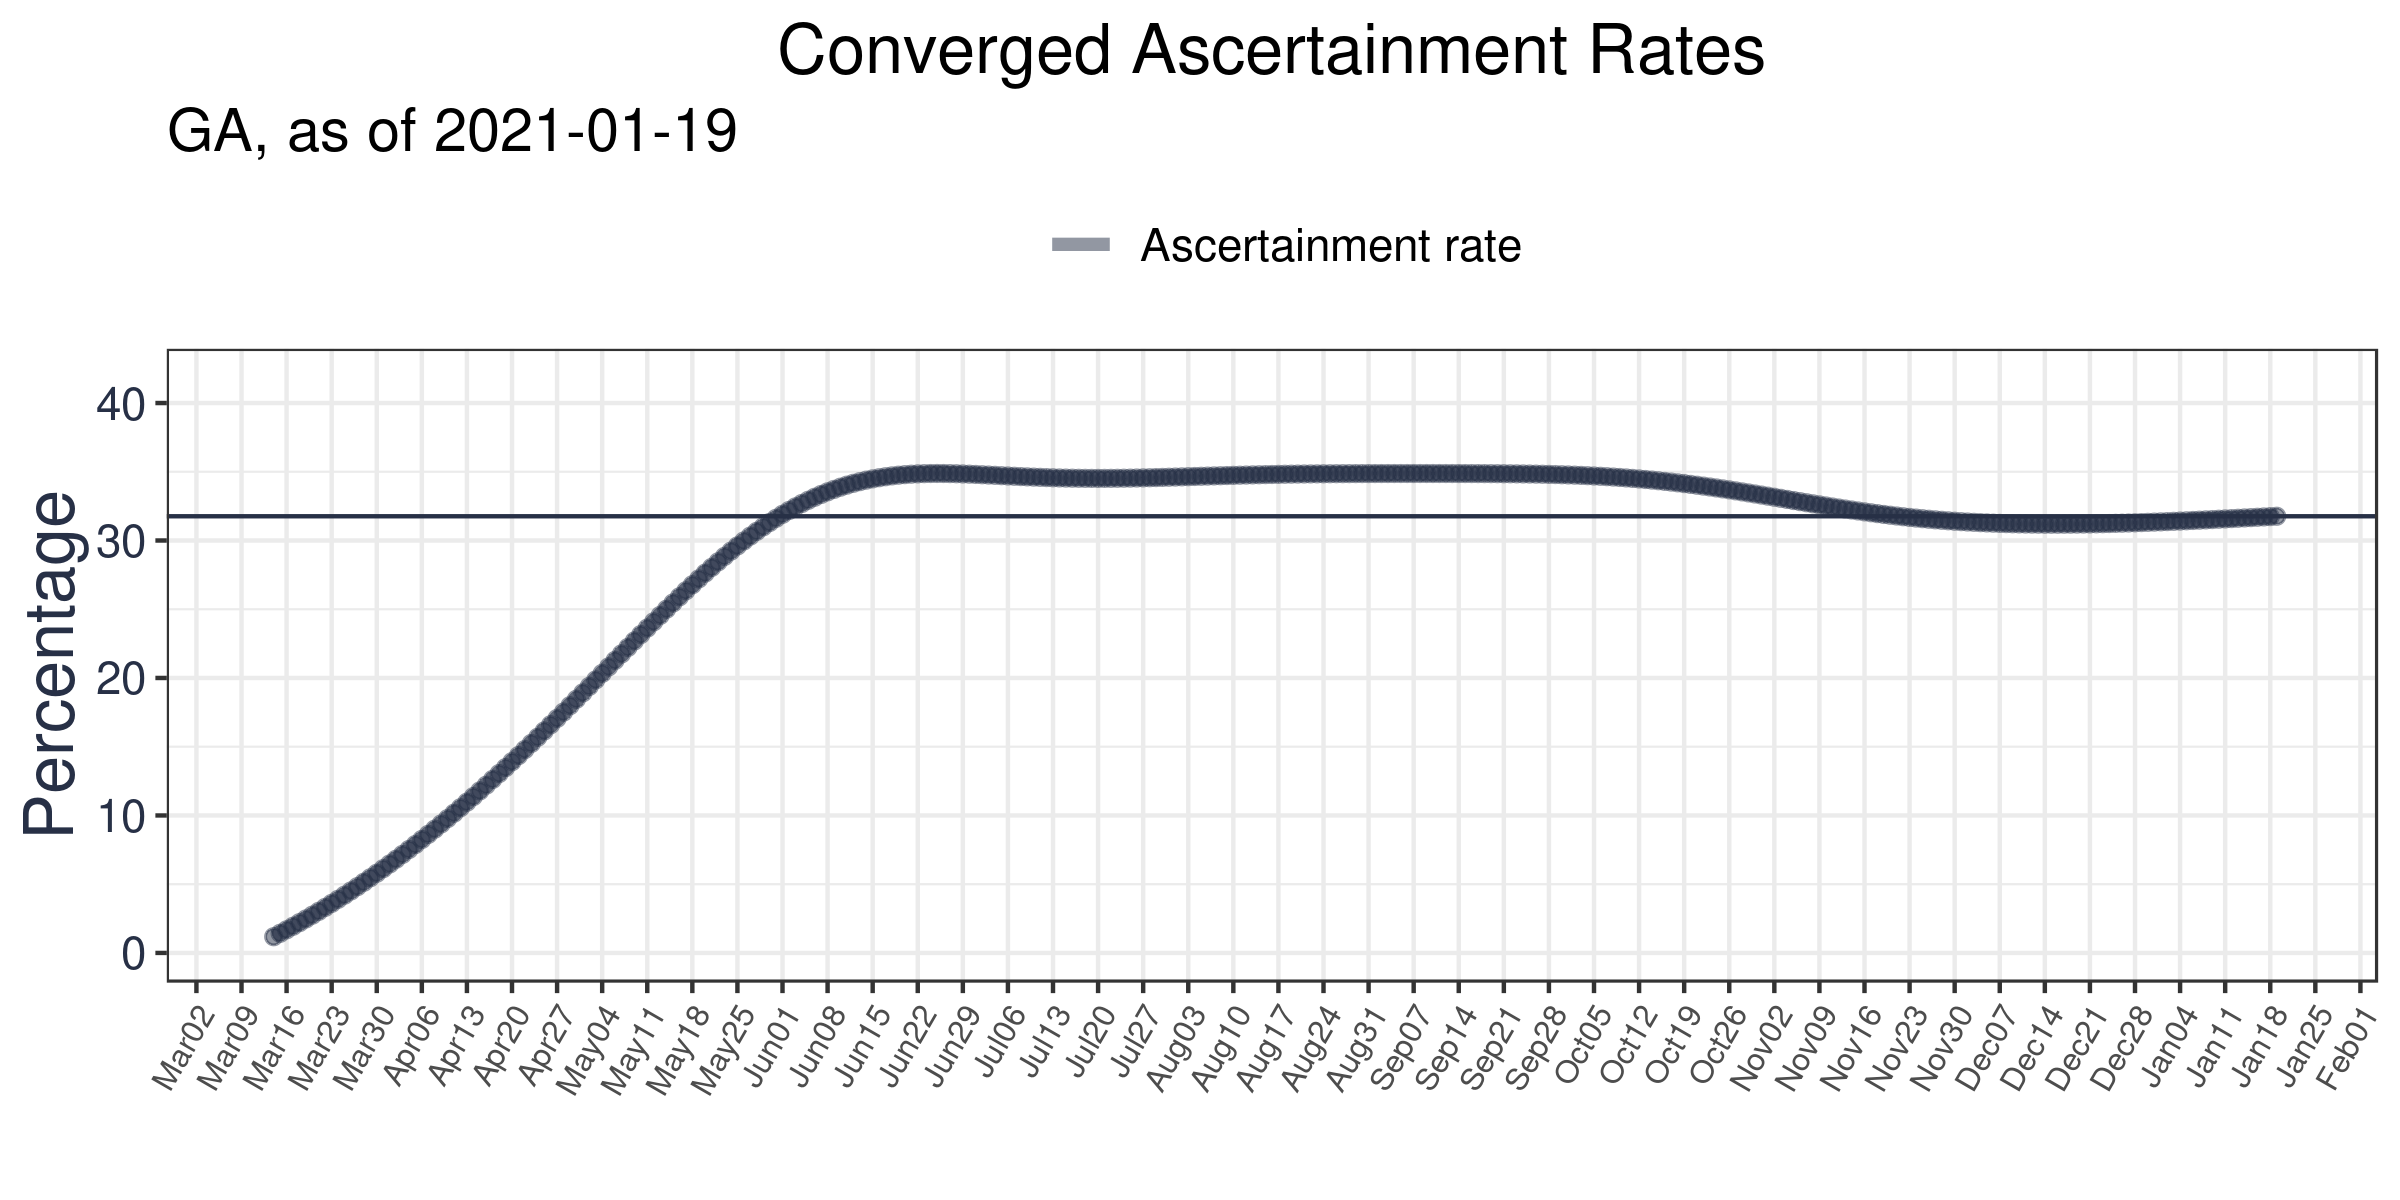 Converged Ascertainment Rates
GA, as of 2021-01-19
Ascertainment rate
Percentage
40
30
20
10
0
Mar02
Mar09
Mar16
Mar23
Mar30
Apr06
Apr13
Apr20
Apr27
May04
May11
May18
May25
Jun01
Jun08
Jun15
Jun22
Jun29
Jul06
Jul13
Jul20
Jul27
Aug03
Aug10
Aug17
Aug24
Aug31
Sep07
Sep14
Sep21
Sep28
Oct05
Oct12
Oct19
Oct26
Nov02
Nov09
Nov16
Nov23
Nov30
Dec07
Dec14
Dec21
Dec28
Jan04
Jan11
Jan18
Jan25
Feb01